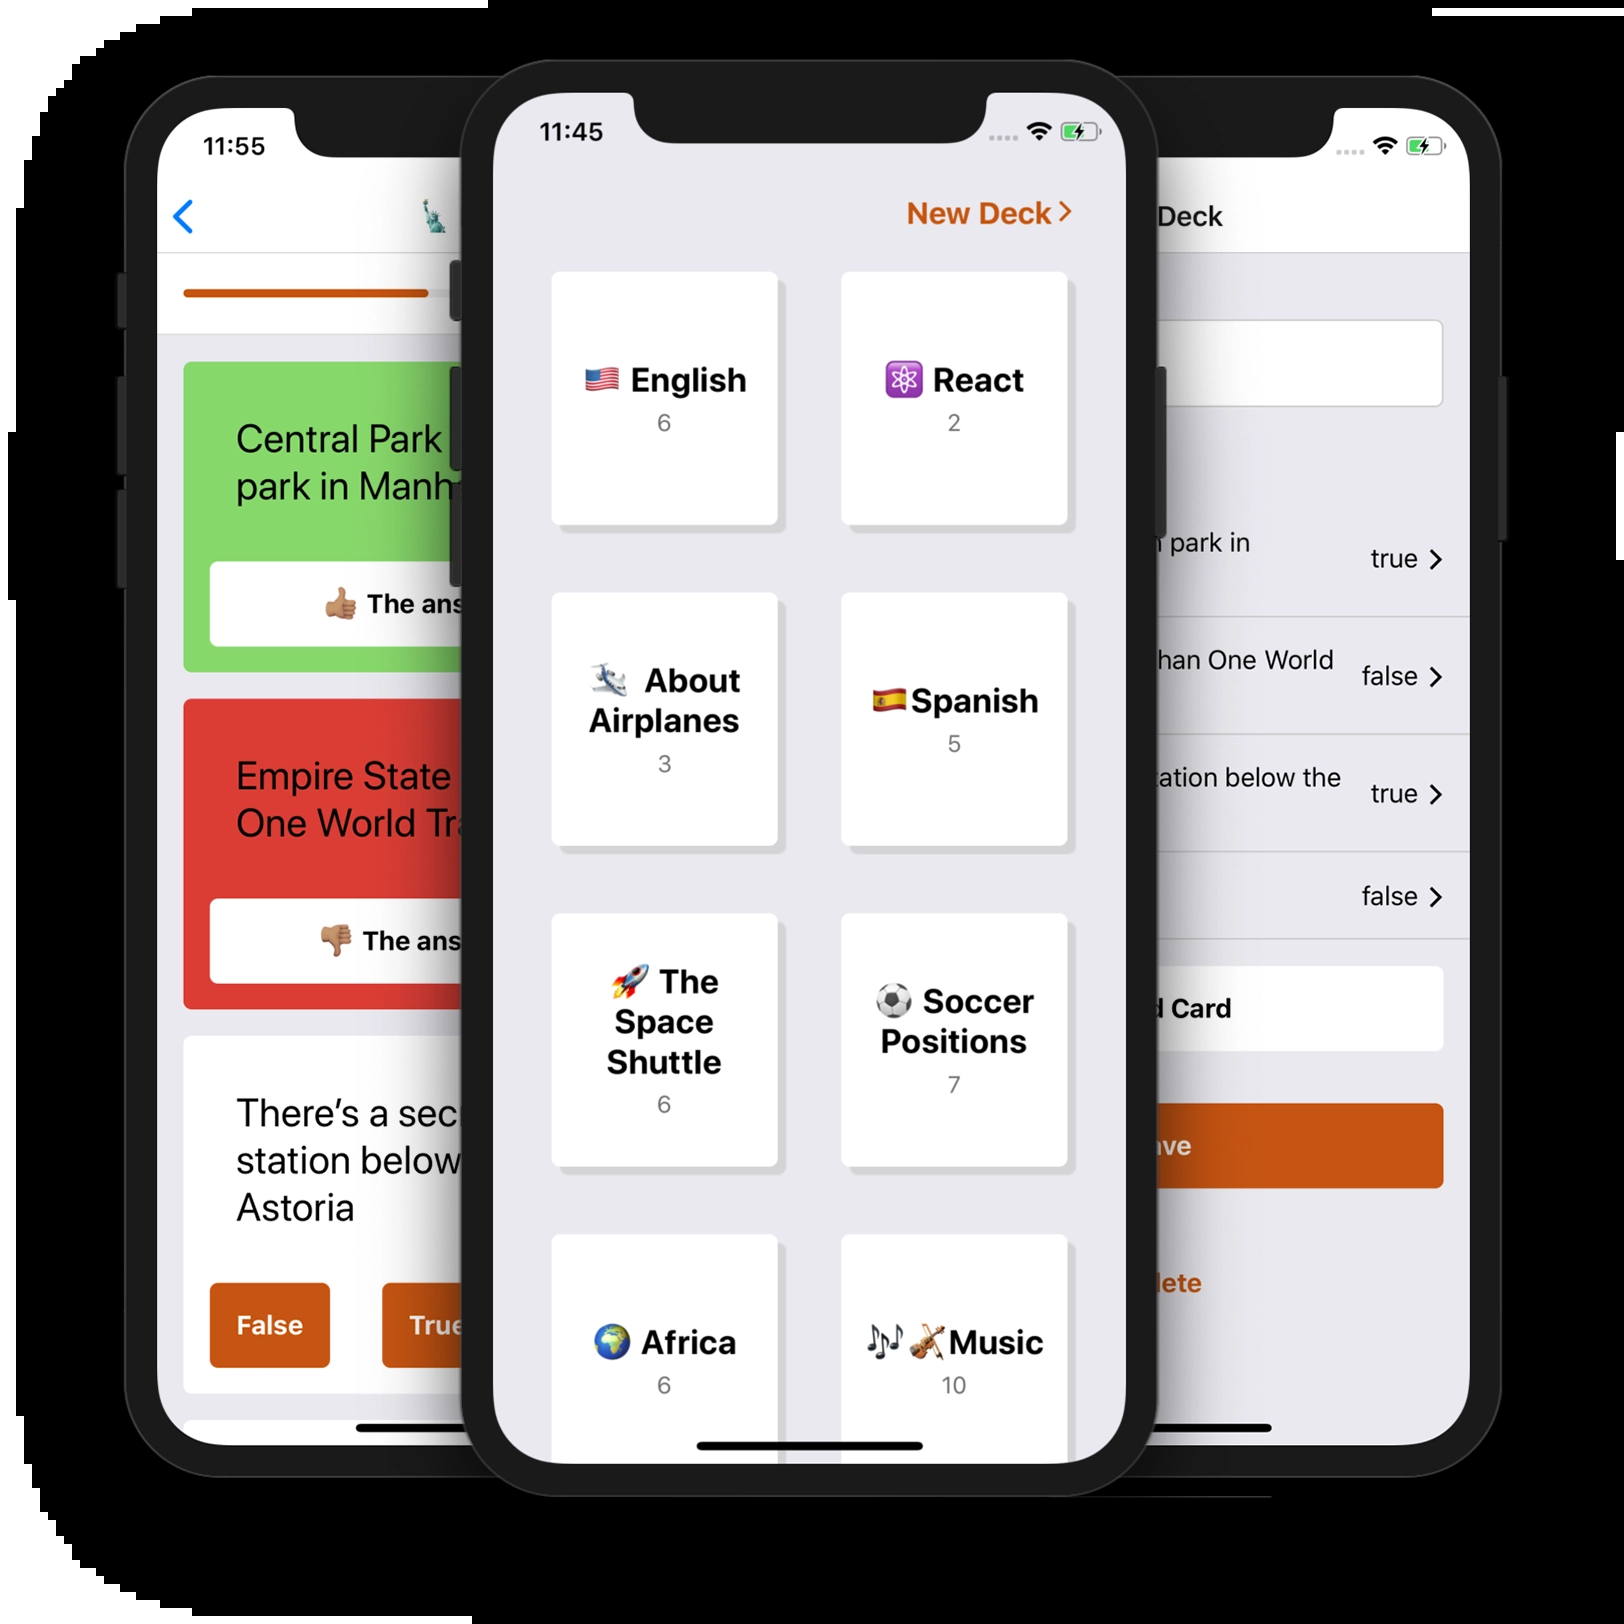 11:55
Central Park
park in Manh
The ans
Empire State
One World Tra
The ans
There's a sec
station below
Astoria
False
True
11:45
New Deck
English
6
React
2
About
Airplanes
3
Spanish
5
The
Space
Shuttle
6
Soccer
Positions
7
Africa
6
Music
10
Deck
park in
true
han One World
false
tation below the
true
false
d Card
ave
lete